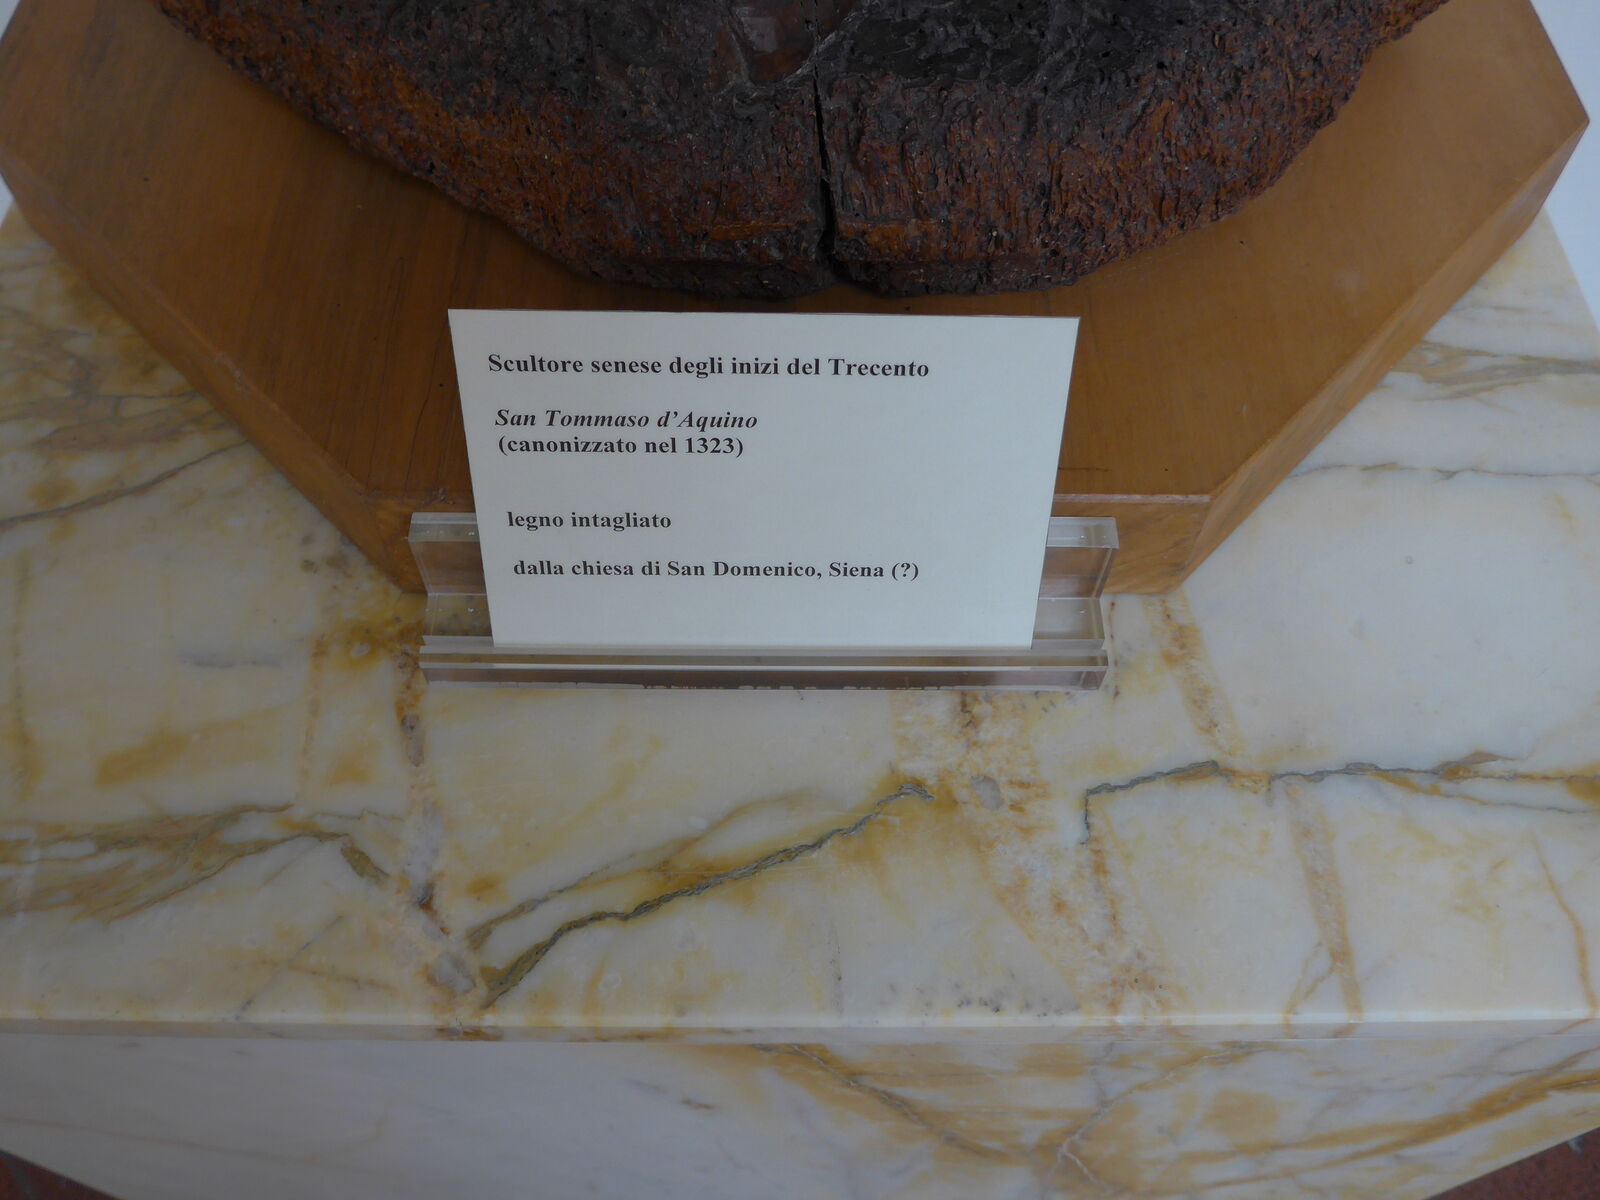 Scultore senese degli inizi del Trecento
San Tommaso d'Aquino
(canonizzato nel 1323)
legno intagliato
dalla chiesa di San Domenico, Siena (?)